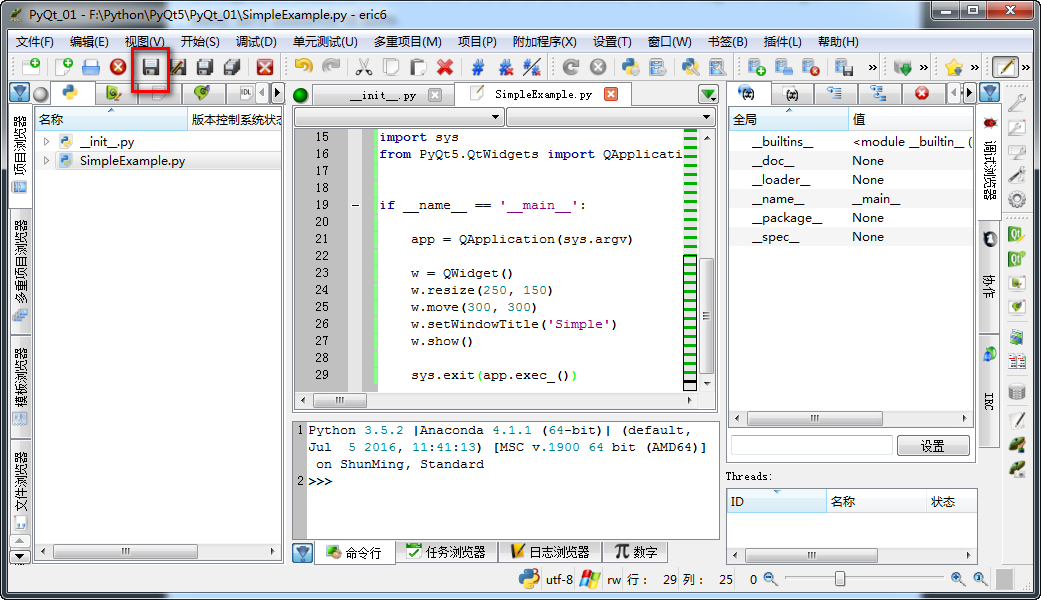 PyQt_01 - F:\Python\PyQt5\PyQt_01\SimpleExample.py - eric6
文件(F) 编辑(E) 视图(V) 开始(S) 调试(D) 单元测试(U) 多重项目(M) 项目(P) 附加程序(X) 设置(T) 窗口(W) 书签(B) 插件(L) 帮助(H)
IDL
__init__.py
SimpleExample.py
项目浏览器
多重项目浏览器
模板浏览器
文件浏览器
名称 版本控制系统状态
__init__.py
SimpleExample.py
15 import sys
16 from PyQt5.QtWidgets import QApplicati
17
18
19 if __name__ == '__main__':
20
21 app = QApplication(sys.argv)
22
23 w = QWidget()
24 w.resize(250, 150)
25 w.move(300, 300)
26 w.setWindowTitle('Simple')
27 w.show()
28
29 sys.exit(app.exec_())
1 Python 3.5.2 |Anaconda 4.1.1 (64-bit)| (default,
Jul  5 2016, 11:41:13) [MSC v.1900 64 bit (AMD64)]
on ShunMing, Standard
2 >>>
命令行 任务浏览器 日志浏览器 数字
全局 值
__builtins__ <module __builtin__ (
__doc__ None
__loader__ None
__name__ __main__
__package__ None
__spec__ None
设置
Threads:
ID 名称 状态
调试浏览器
协作
IRC
utf-8 rw 行： 29 列： 25 0